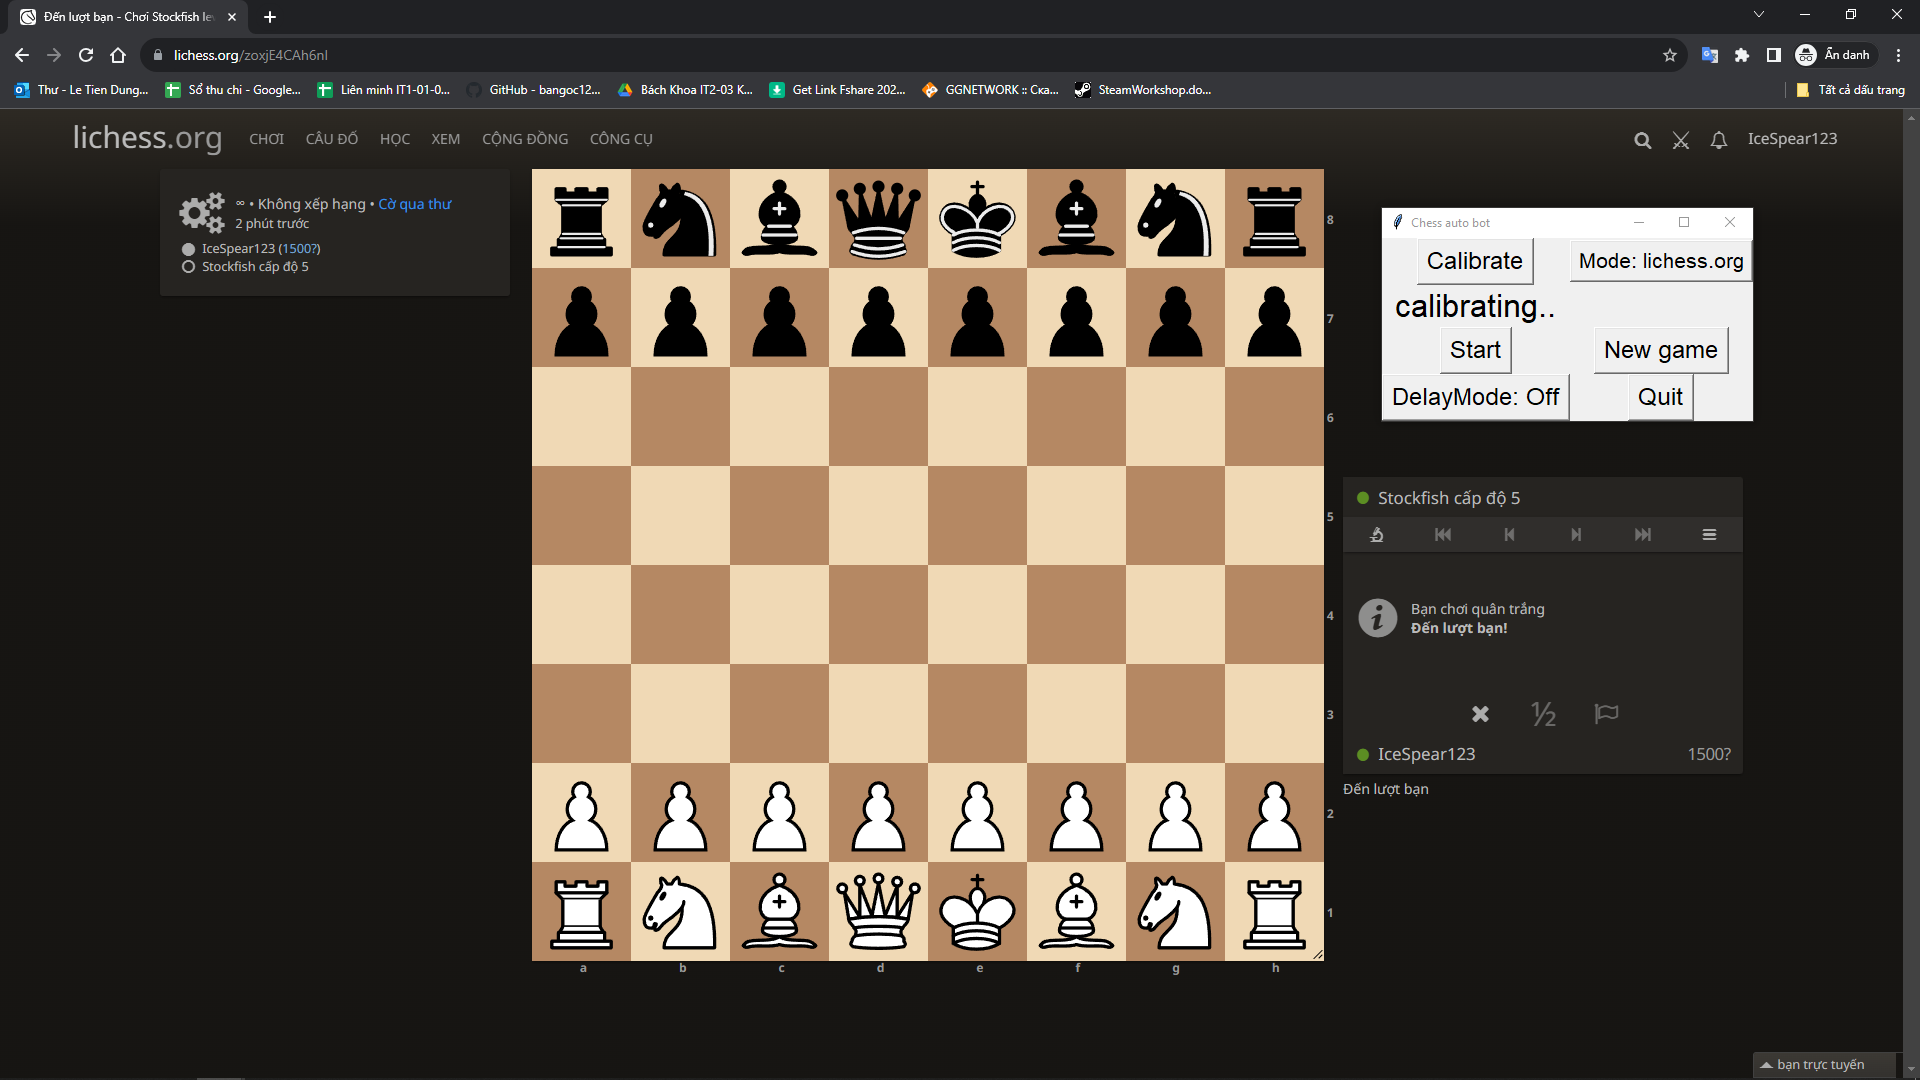 Đến lượt bạn - Chơi Stockfish le
lichess.org/zoxjE4CAh6nI
Ẩn danh
Thư - Le Tien Dung...
Sổ thu chi - Google...
Liên minh IT1-01-0...
GitHub - bangoc12...
Bách Khoa IT2-03 K...
Get Link Fshare 202...
GGNETWORK :: Ска...
SteamWorkshop.do...
Tất cả dấu trang
lichess.org
CHƠI
CÂU ĐỐ
HỌC
XEM
CỘNG ĐỒNG
CÔNG CỤ
IceSpear123
∞ • Không xếp hạng • Cờ qua thư
2 phút trước
IceSpear123 (1500?)
Stockfish cấp độ 5
8
7
6
5
4
3
2
1
a b c d e f g h
Chess auto bot
Calibrate
Mode: lichess.org
calibrating..
Start
New game
DelayMode: Off
Quit
Stockfish cấp độ 5
Bạn chơi quân trắng
Đến lượt bạn!
½
IceSpear123 1500?
Đến lượt bạn
bạn trực tuyến